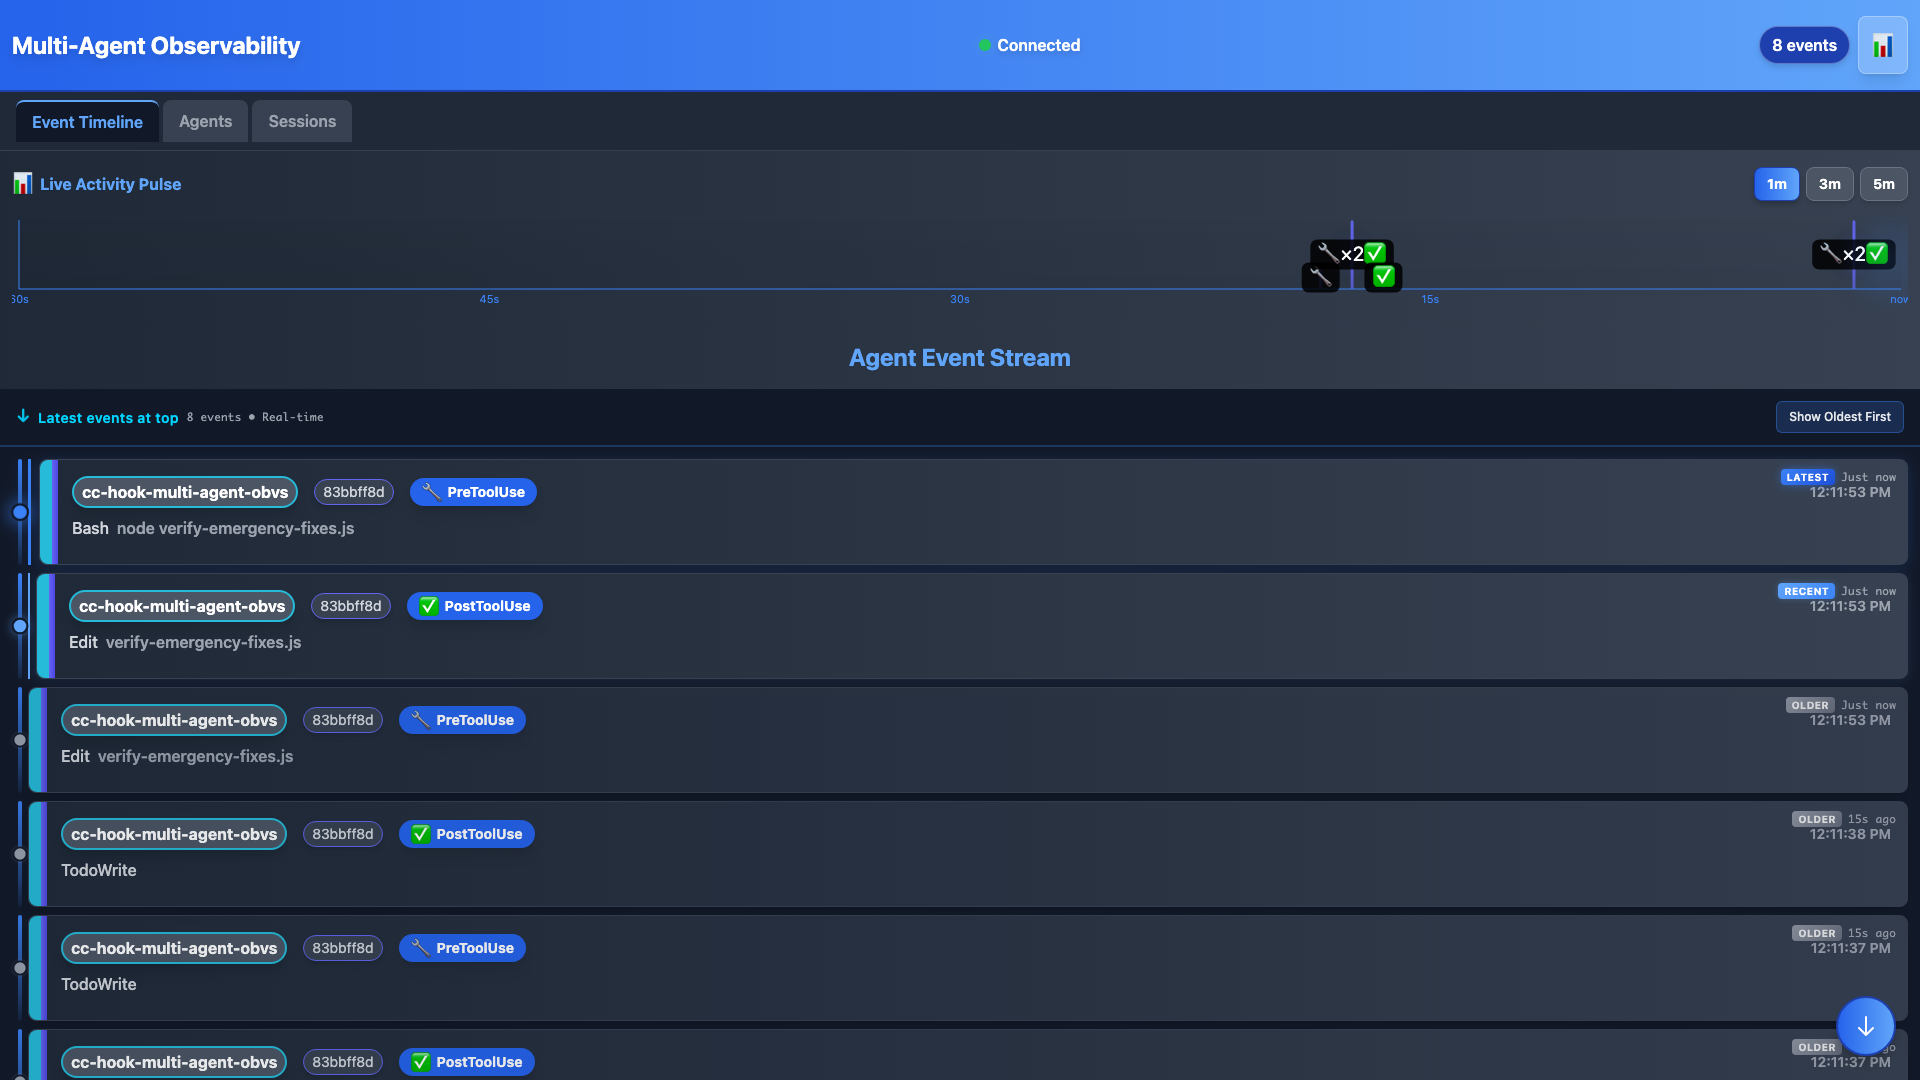 Multi-Agent Observability
Connected
8 events
Event Timeline
Agents
Sessions
Live Activity Pulse
1m
3m
5m
×2
×2
60s
45s
30s
15s
now
Agent Event Stream
Latest events at top
8 events • Real-time
Show Oldest First
cc-hook-multi-agent-obvs 83bbff8d PreToolUse
LATEST Just now
12:11:53 PM
Bash node verify-emergency-fixes.js
cc-hook-multi-agent-obvs 83bbff8d PostToolUse
RECENT Just now
12:11:53 PM
Edit verify-emergency-fixes.js
cc-hook-multi-agent-obvs 83bbff8d PreToolUse
OLDER Just now
12:11:53 PM
Edit verify-emergency-fixes.js
cc-hook-multi-agent-obvs 83bbff8d PostToolUse
OLDER 15s ago
12:11:38 PM
TodoWrite
cc-hook-multi-agent-obvs 83bbff8d PreToolUse
OLDER 15s ago
12:11:37 PM
TodoWrite
cc-hook-multi-agent-obvs 83bbff8d PostToolUse
OLDER
12:11:37 PM